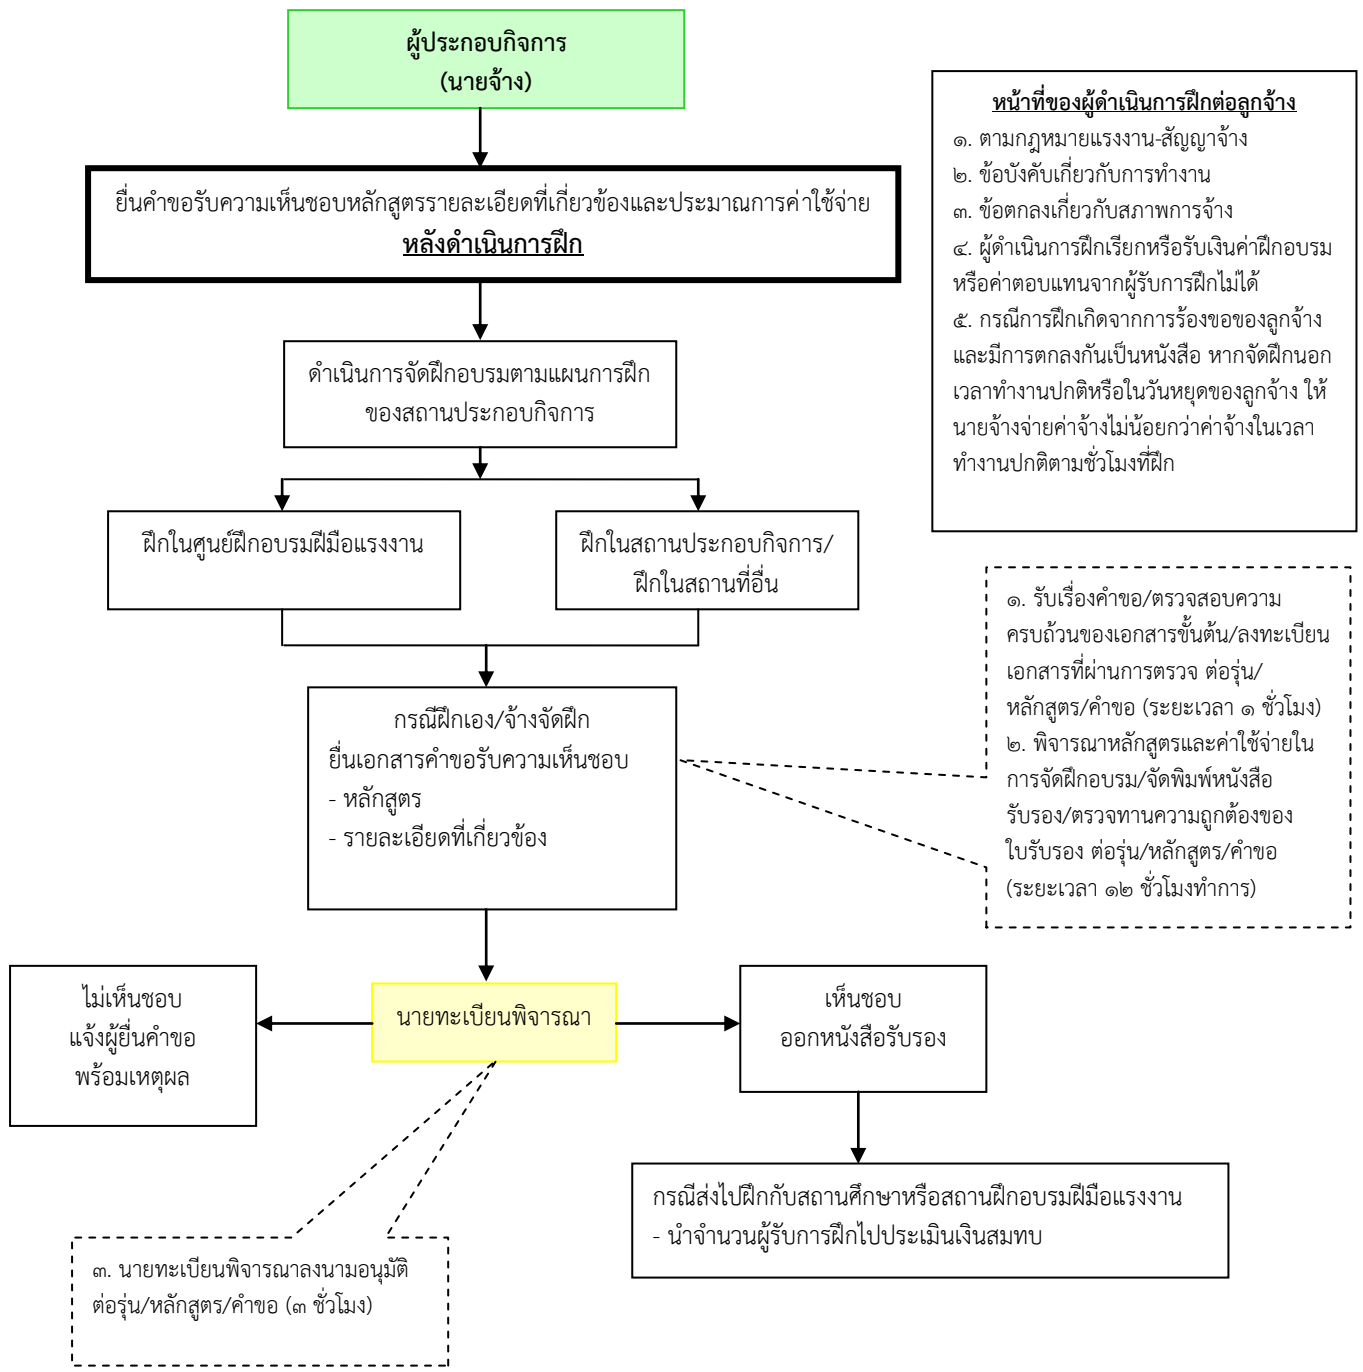 ผู้ประกอบกิจการ
(นายจ้าง)
ยื่นคำขอรับความเห็นชอบหลักสูตรรายละเอียดที่เกี่ยวข้องและประมาณการค่าใช้จ่าย
หลังดำเนินการฝึก
หน้าที่ของผู้ดำเนินการฝึกต่อลูกจ้าง
๑. ตามกฎหมายแรงงาน-สัญญาจ้าง
๒. ข้อบังคับเกี่ยวกับการทำงาน
๓. ข้อตกลงเกี่ยวกับสภาพการจ้าง
๔. ผู้ดำเนินการฝึกเรียกหรือรับเงินค่าฝึกอบรม
หรือค่าตอบแทนจากผู้รับการฝึกไม่ได้
๕. กรณีการฝึกเกิดจากการร้องขอของลูกจ้าง
และมีการตกลงกันเป็นหนังสือ หากจัดฝึกนอก
เวลาทำงานปกติหรือในวันหยุดของลูกจ้าง ให้
นายจ้างจ่ายค่าจ้างไม่น้อยกว่าค่าจ้างในเวลา
ทำงานปกติตามชั่วโมงที่ฝึก
ดำเนินการจัดฝึกอบรมตามแผนการฝึก
ของสถานประกอบกิจการ
ฝึกในศูนย์ฝึกอบรมฝีมือแรงงาน
ฝึกในสถานประกอบกิจการ/
ฝึกในสถานที่อื่น
กรณีฝึกเอง/จ้างจัดฝึก
ยื่นเอกสารคำขอรับความเห็นชอบ
- หลักสูตร
- รายละเอียดที่เกี่ยวข้อง
๑. รับเรื่องคำขอ/ตรวจสอบความ
ครบถ้วนของเอกสารขั้นต้น/ลงทะเบียน
เอกสารที่ผ่านการตรวจ ต่อรุ่น/
หลักสูตร/คำขอ (ระยะเวลา ๑ ชั่วโมง)
๒. พิจารณาหลักสูตรและค่าใช้จ่ายใน
การจัดฝึกอบรม/จัดพิมพ์หนังสือ
รับรอง/ตรวจทานความถูกต้องของ
ใบรับรอง ต่อรุ่น/หลักสูตร/คำขอ
(ระยะเวลา ๑๒ ชั่วโมงทำการ)
ไม่เห็นชอบ
แจ้งผู้ยื่นคำขอ
พร้อมเหตุผล
นายทะเบียนพิจารณา
เห็นชอบ
ออกหนังสือรับรอง
กรณีส่งไปฝึกกับสถานศึกษาหรือสถานฝึกอบรมฝีมือแรงงาน
- นำจำนวนผู้รับการฝึกไปประเมินเงินสมทบ
๓. นายทะเบียนพิจารณาลงนามอนุมัติ
ต่อรุ่น/หลักสูตร/คำขอ (๓ ชั่วโมง)